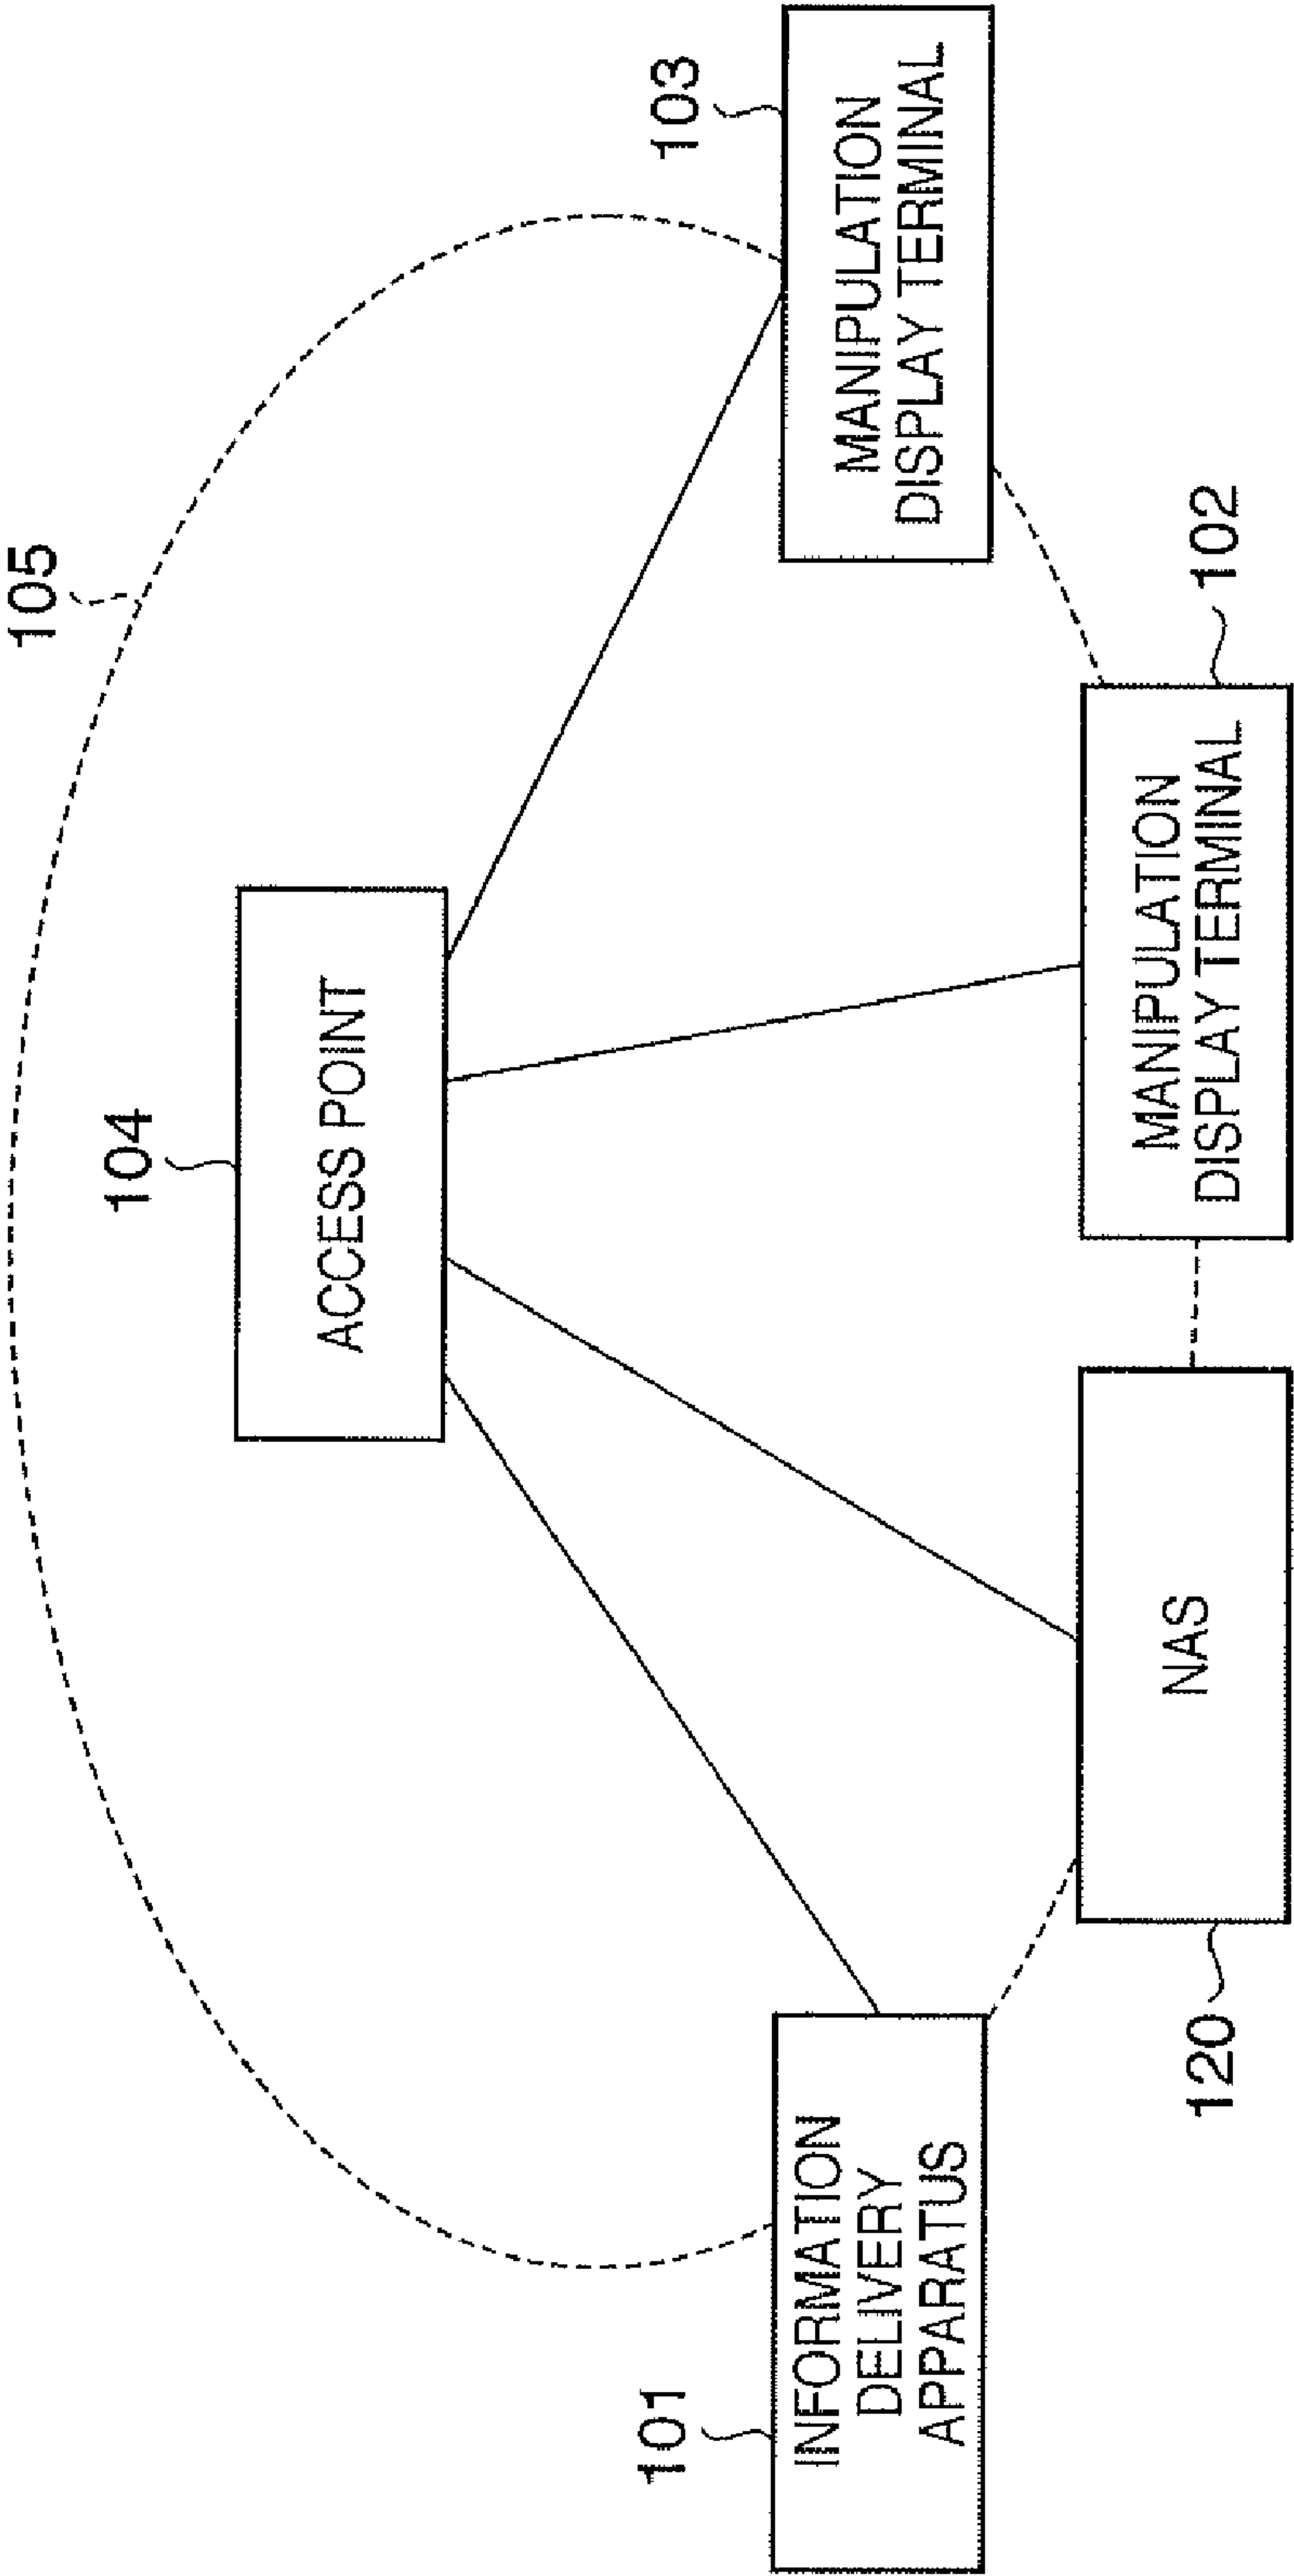 105
104
ACCESS POINT
103
MANIPULATION
DISPLAY TERMINAL
101
INFORMATION
DELIVERY
APPARATUS
120
NAS
MANIPULATION
DISPLAY TERMINAL
102